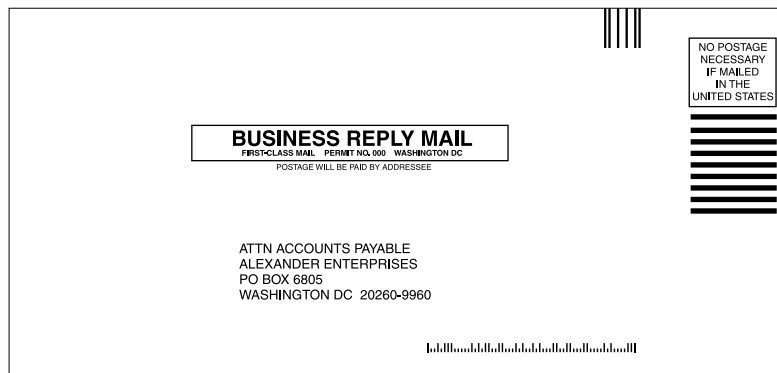 NO POSTAGE
NECESSARY
IF MAILED
IN THE
UNITED STATES
BUSINESS REPLY MAIL
FIRST-CLASS MAIL PERMIT NO. 000 WASHINGTON DC
POSTAGE WILL BE PAID BY ADDRESSEE
ATTN ACCOUNTS PAYABLE
ALEXANDER ENTERPRISES
PO BOX 6805
WASHINGTON DC 20260-9960